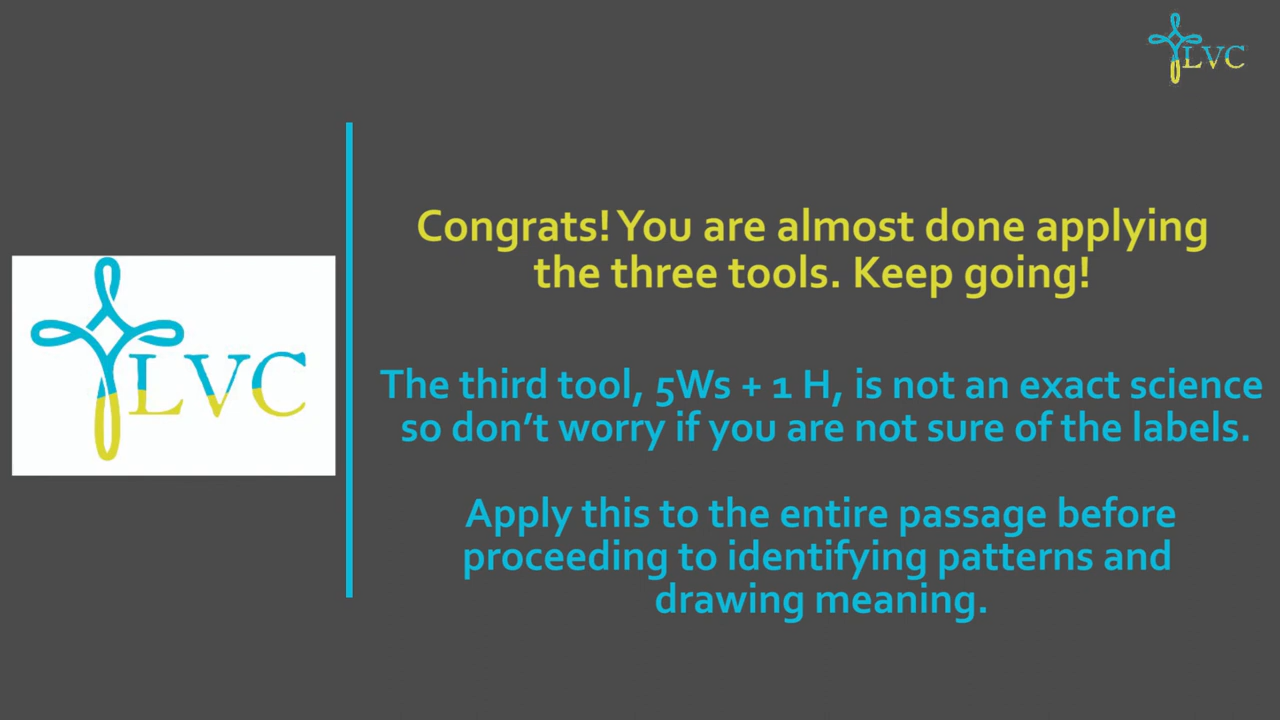 LVC
Congrats! You are almost done applying
the three tools. Keep going!
LVC
The third tool, 5Ws + 1 H, is not an exact science
so don't worry if you are not sure of the labels.
Apply this to the entire passage before
proceeding to identifying patterns and
drawing meaning.